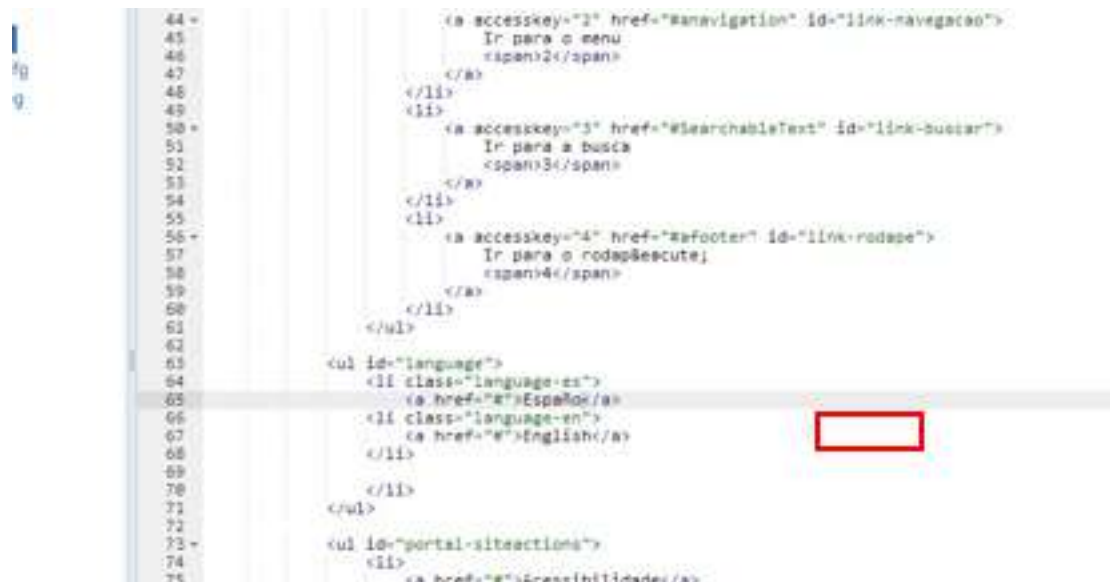 fg
g
44 <a accesskey="2" href="#anavigation" id="link-navegacao">
45 Ir para o menu
46 <span>2</span>
47 </a>
48 </li>
49 <li>
50 <a accesskey="3" href="#SearchableText" id="link-buscar">
51 Ir para a busca
52 <span>3</span>
53 </a>
54 </li>
55 <li>
56 <a accesskey="4" href="#afooter" id="link-rodape">
57 Ir para o rodap&eacute;
58 <span>4</span>
59 </a>
60 </li>
61 </ul>
62
63 <ul id="language">
64 <li class="language-es">
65 <a href="#">Español</a>
66 <li class="language-en">
67 <a href="#">English</a>
68 </li>
69
70 </li>
71 </ul>
72
73 <ul id="portal-siteactions">
74 <li>
75 <a href="#">Acessibilidade</a>